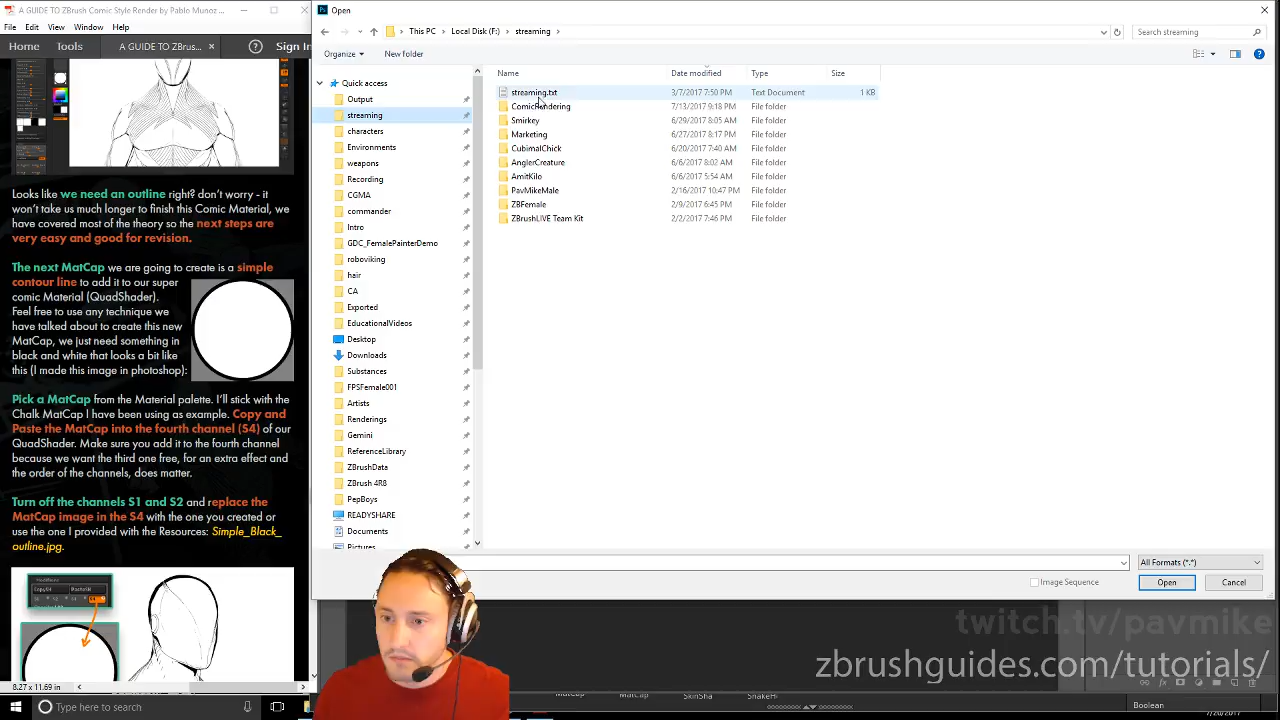 A GUIDE TO ZBrush Comic Style Render by Pablo Munoz
File Edit View Window Help
Home Tools A GUIDE TO ZBrus... × Sign In
Looks like we need an outline right? don't worry - it
won't take us much longer to finish this Comic Material, we
have covered most of the theory so the next steps are
very easy and good for revision.
The next MatCap we are going to create is a simple
contour line to add it to our super
comic Material (QuadShader).
Feel free to use any technique we
have talked about to create this new
MatCap, we just need something in
black and white that looks a bit like
this (I made this image in photoshop):
Pick a MatCap from the Material palette. I'll stick with the
Chalk MatCap I have been using as example. Copy and
Paste the MatCap into the fourth channel (S4) of our
QuadShader. Make sure you add it to the fourth channel
because we want the third one free, for an extra effect and
the order of the channels, does matter.
Turn off the channels S1 and S2 and replace the
MatCap image in the S4 with the one you created or
use the one I provided with the Resources: Simple_Black_
outline.jpg.
Modifiers
CopySH PasteSH
8.27 x 11.69 in
Type here to search
Open
This PC > Local Disk (F:) > streaming >
Search streaming
Organize New folder
Quick access
Output
streaming
characters
Environments
weapons
Recording
CGMA
commander
Intro
GDC_FemalePainterDemo
roboviking
hair
CA
Exported
EducationalVideos
Desktop
Downloads
Substances
FPSFemale001
Artists
Renderings
Gemini
ReferenceLibrary
ZBrushData
ZBrush 4R8
PepBoys
READYSHARE
Documents
Pictures
Name Date modified Type Size
streaming.txt 3/7/2017 7:50 PM Text Document 1 KB
ComicRendering 7/13/2017 File folder
Smirkey 6/29/2017 8:05 AM File folder
Marketing 6/27/2017 File folder
CubimalChick 6/20/2017 7:40 AM File folder
AnglerCreature 6/6/2017 8:02 AM File folder
AmitKilo 6/6/2017 5:54 AM File folder
PavMikeMale 2/16/2017 10:47 PM File folder
ZBFemale 2/9/2017 6:45 PM File folder
ZBrushLIVE Team Kit 2/2/2017 7:46 PM File folder
All Formats (*.*)
Image Sequence
Open Cancel
twitch.tv/pavmike
zbrushguides.com/tutorials/
MatCap MatCap SkinSha SnakeH
Boolean